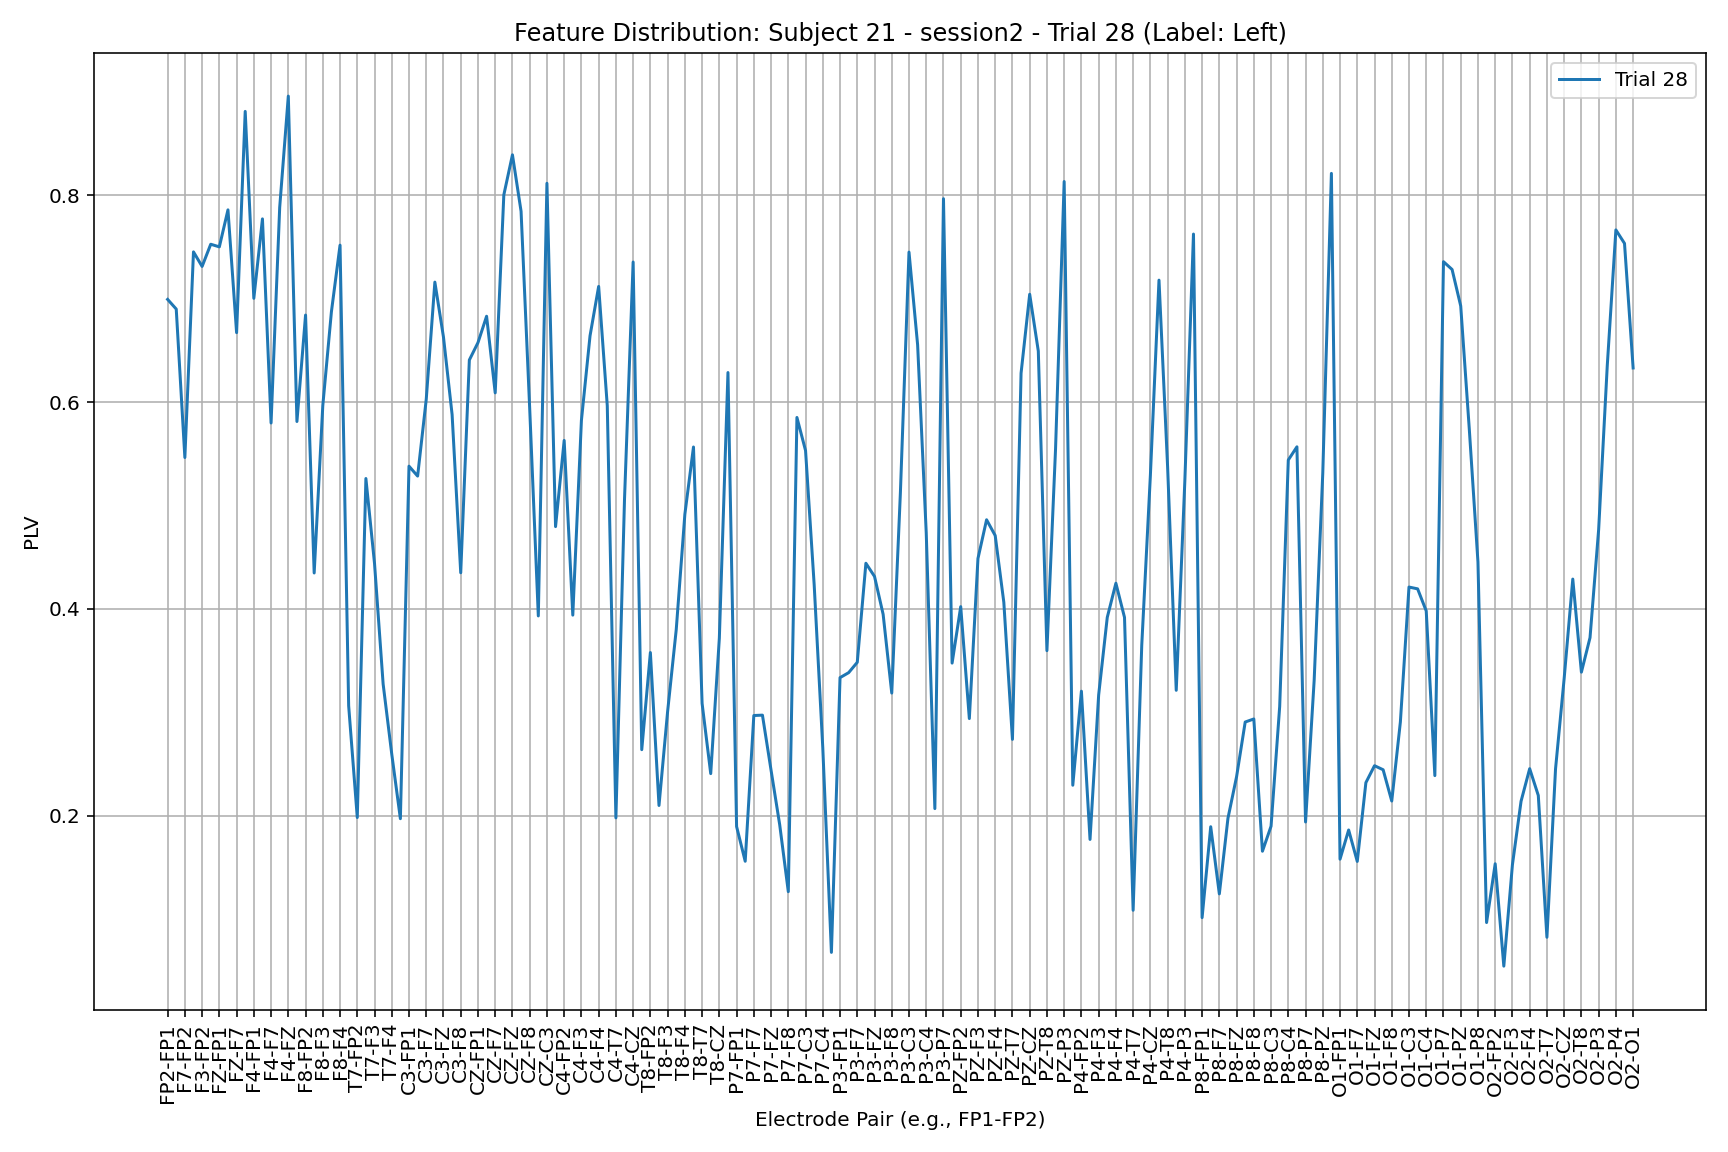 Feature Distribution: Subject 21 - session2 - Trial 28 (Label: Left)
Trial 28
PLV
0.8
0.6
0.4
0.2
FP2-FP1
F7-FP2
F3-FP2
FZ-FP1
FZ-F7
F4-FP1
F4-F7
F4-FZ
F8-FP2
F8-F3
F8-F4
T7-FP2
T7-F3
T7-F4
C3-FP1
C3-F7
C3-FZ
C3-F8
CZ-FP1
CZ-F7
CZ-FZ
CZ-F8
CZ-C3
C4-FP2
C4-F3
C4-F4
C4-T7
C4-CZ
T8-FP2
T8-F3
T8-F4
T8-T7
T8-CZ
P7-FP1
P7-F7
P7-FZ
P7-F8
P7-C3
P7-C4
P3-FP1
P3-F7
P3-FZ
P3-F8
P3-C3
P3-C4
P3-P7
PZ-FP2
PZ-F3
PZ-F4
PZ-T7
PZ-CZ
PZ-T8
PZ-P3
P4-FP2
P4-F3
P4-F4
P4-T7
P4-CZ
P4-T8
P4-P3
P8-FP1
P8-F7
P8-FZ
P8-F8
P8-C3
P8-C4
P8-P7
P8-PZ
O1-FP1
O1-F7
O1-FZ
O1-F8
O1-C3
O1-C4
O1-P7
O1-PZ
O1-P8
O2-FP2
O2-F3
O2-F4
O2-T7
O2-CZ
O2-T8
O2-P3
O2-P4
O2-O1
Electrode Pair (e.g., FP1-FP2)